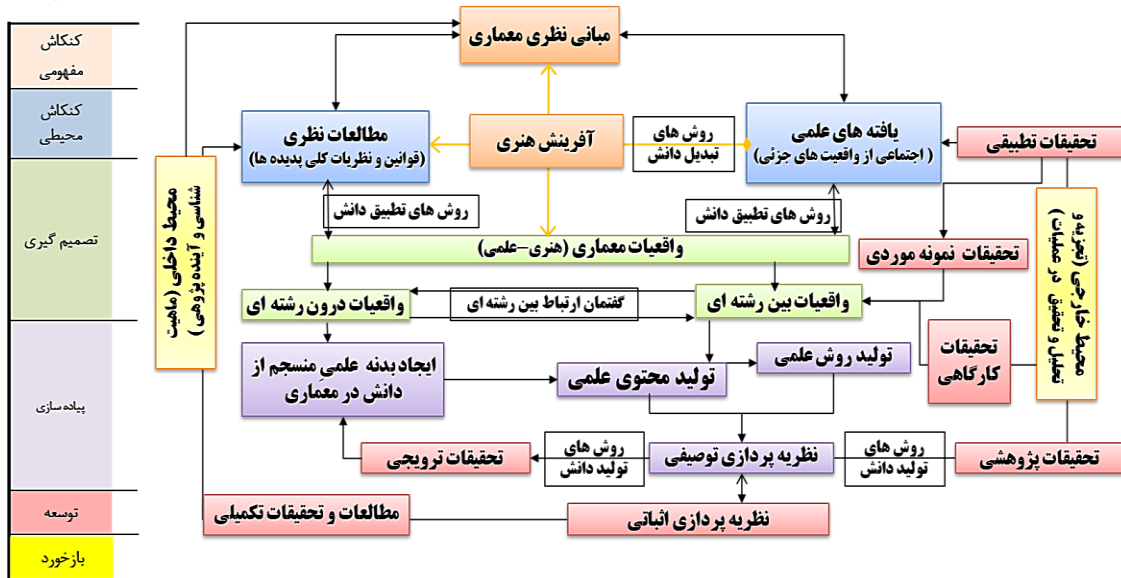 کنکاش
مفهومی
کنکاش
محیطی
تصمیم گیری
پیاده سازی
توسعه
بازخورد
مبانی نظری معماری
یافته های علمی
( اجتماعی از واقعیت های جزئی)
روش های
تبدیل دانش
آفرینش هنری
مطالعات نظری
(قوانین و نظریات کلی پدیده ها)
تحقیقات تطبیقی
روش های تطبیق دانش
روش های تطبیق دانش
محیط داخلی (ماهیت
شناسی و آینده پژوهی )
محیط خارجی (تجزیه و
تحلیل و تحقیق در عملیات )
واقعیات معماری (هنری-علمی)
تحقیقات نمونه موردی
واقعیات بین رشته ای
گفتمان ارتباط بین رشته ای
واقعیات درون رشته ای
تحقیقات
کارگاهی
تولید روش علمی
تولید محتوی علمی
ایجاد بدنه علمیِ منسجم از
دانش در معماری
تحقیقات پژوهشی
روش های
تولید دانش
نظریه پردازی توصیفی
روش های
تولید دانش
تحقیقات ترویجی
نظریه پردازی اثباتی
مطالعات و تحقیقات تکمیلی